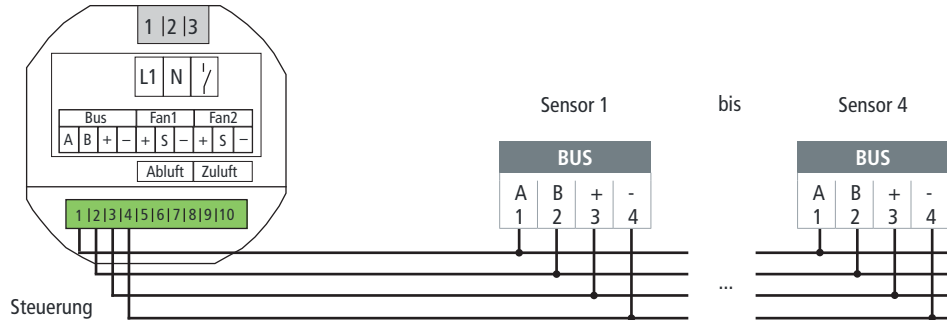 1 |2 |3
L1 N
Bus Fan1 Fan2
A B + – + S – + S –
Abluft Zuluft
1 |2|3|4|5|6|7|8|9|10
Steuerung
Sensor 1 bis Sensor 4
BUS BUS
A B + - A B + -
1 2 3 4 1 2 3 4
...